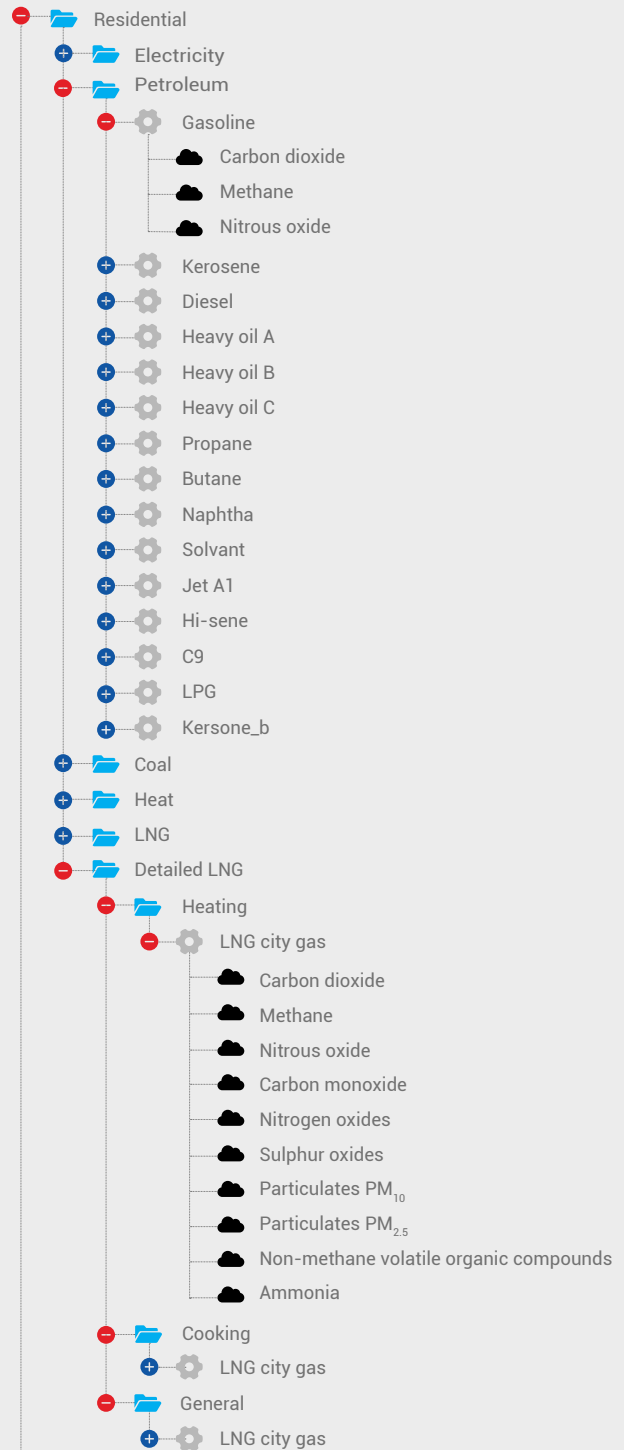 Residential
Electricity
Petroleum
Gasoline
Carbon dioxide
Methane
Nitrous oxide
Kerosene
Diesel
Heavy oil A
Heavy oil B
Heavy oil C
Propane
Butane
Naphtha
Solvant
Jet A1
Hi-sene
C9
LPG
Kersone_b
Coal
Heat
LNG
Detailed LNG
Heating
LNG city gas
Carbon dioxide
Methane
Nitrous oxide
Carbon monoxide
Nitrogen oxides
Sulphur oxides
Particulates PM10
Particulates PM2.5
Non-methane volatile organic compounds
Ammonia
Cooking
LNG city gas
General
LNG city gas